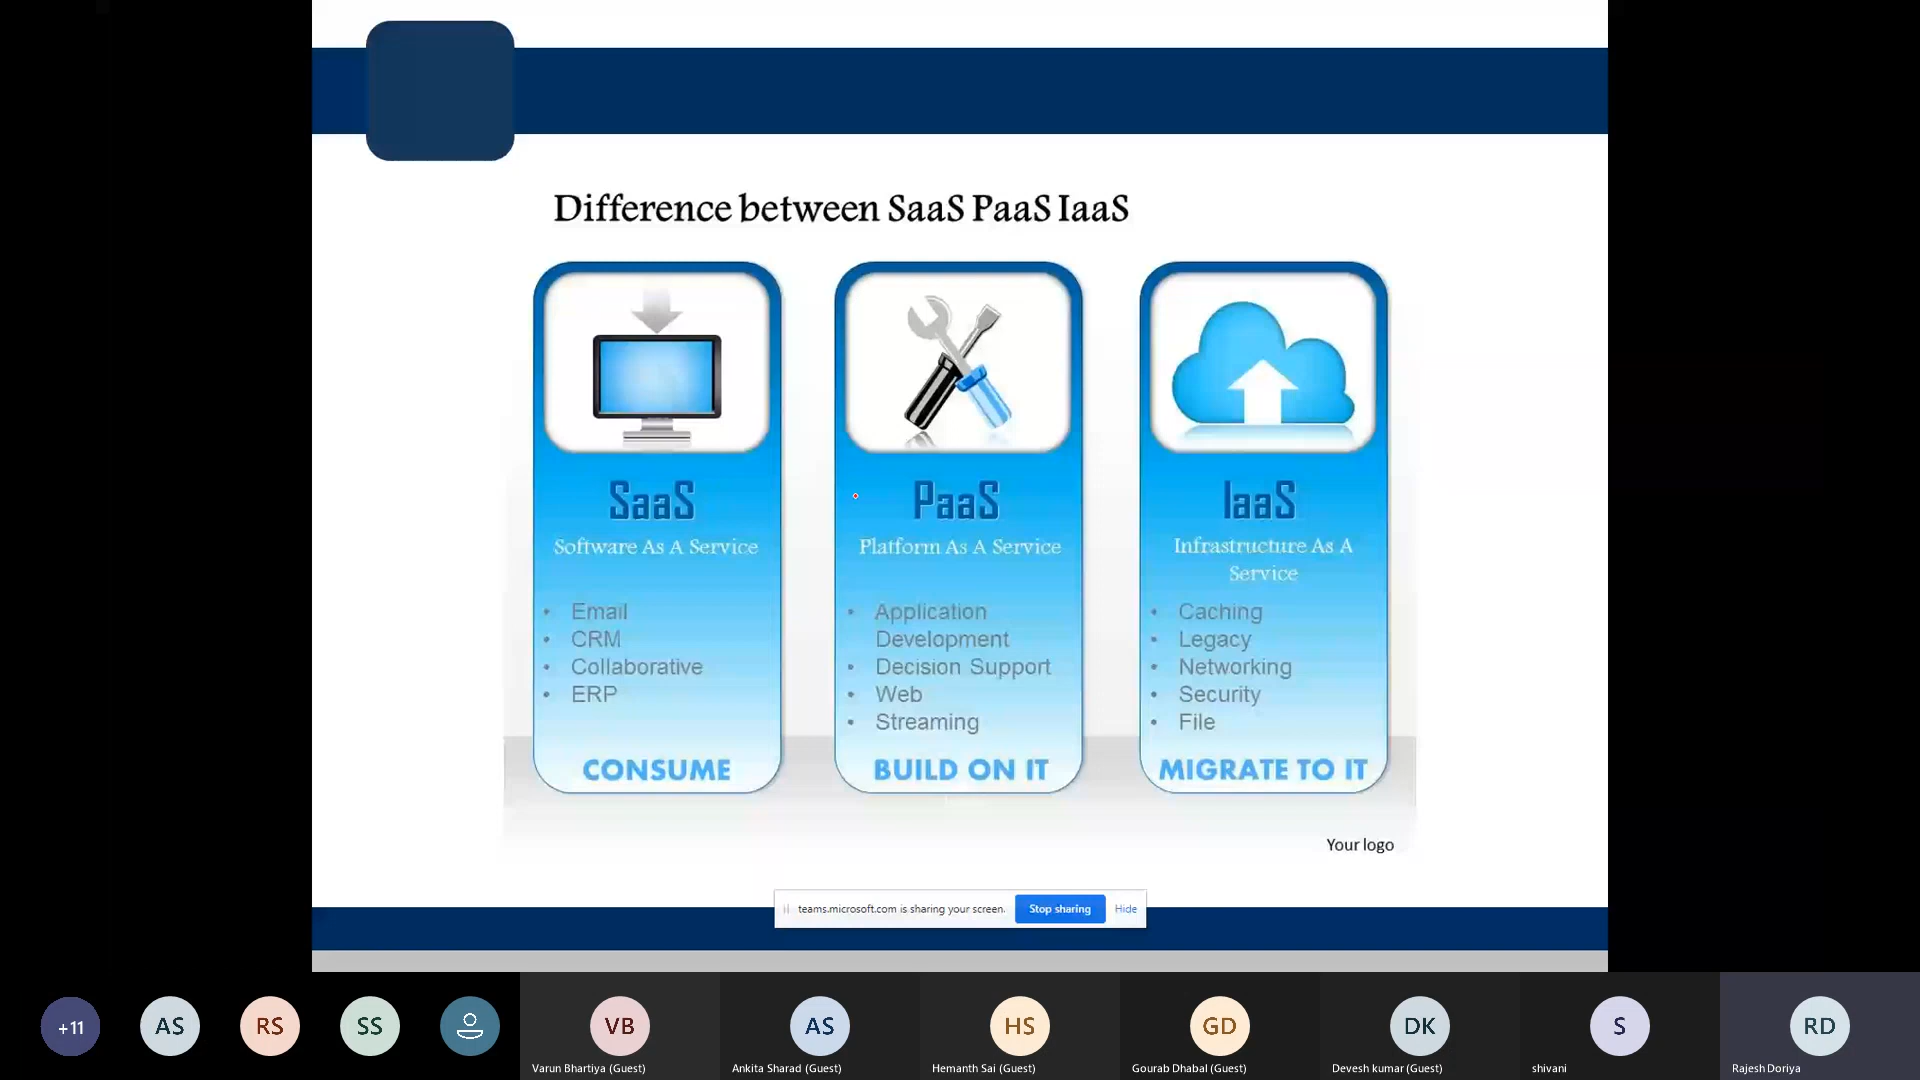 Difference between SaaS PaaS IaaS
SaaS
Software As A Service
• Email
• CRM
• Collaborative
• ERP
CONSUME
PaaS
Platform As A Service
• Application
Development
• Decision Support
• Web
• Streaming
BUILD ON IT
IaaS
Infrastructure As A
Service
• Caching
• Legacy
• Networking
• Security
• File
MIGRATE TO IT
Your logo
teams.microsoft.com is sharing your screen.
Stop sharing
Hide
+11
AS
RS
SS
VB
Varun Bhartiya (Guest)
AS
Ankita Sharad (Guest)
HS
Hemanth Sai (Guest)
GD
Gourab Dhabal (Guest)
DK
Devesh kumar (Guest)
S
shivani
RD
Rajesh Doriya